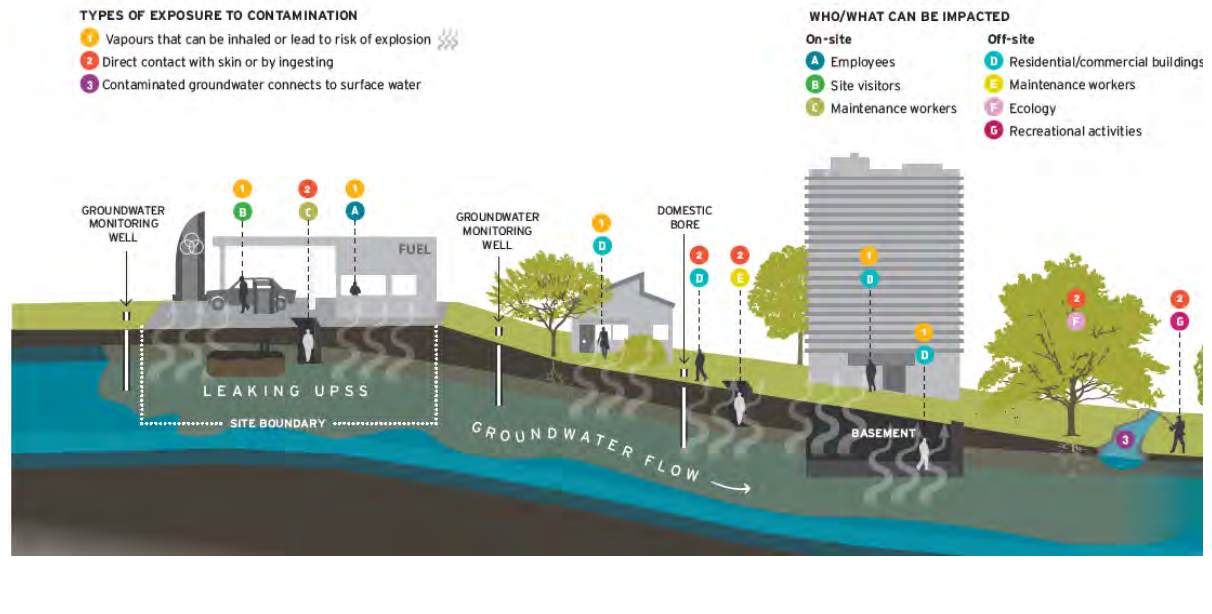 TYPES OF EXPOSURE TO CONTAMINATION
1 Vapours that can be inhaled or lead to risk of explosion
2 Direct contact with skin or by ingesting
3 Contaminated groundwater connects to surface water
WHO/WHAT CAN BE IMPACTED
On-site
A Employees
B Site visitors
C Maintenance workers
Off-site
D Residential/commercial buildings
E Maintenance workers
F Ecology
G Recreational activities
GROUNDWATER
MONITORING
WELL
1
B
2
C
1
A
FUEL
GROUNDWATER
MONITORING
WELL
1
D
DOMESTIC
BORE
2
D
2
E
1
D
1
D
2
F
2
G
LEAKING UPSS
SITE BOUNDARY
GROUNDWATER FLOW
BASEMENT
3